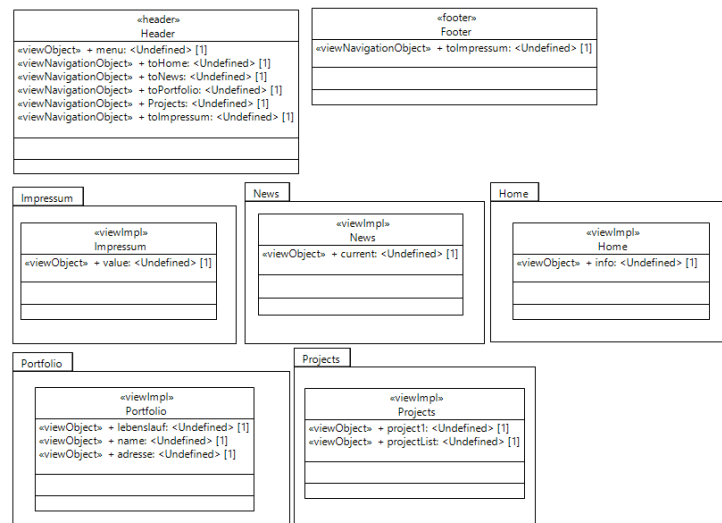 «header»
Header
«viewObject» + menu: <Undefined> [1]
«viewNavigationObject» + toHome: <Undefined> [1]
«viewNavigationObject» + toNews: <Undefined> [1]
«viewNavigationObject» + toPortfolio: <Undefined> [1]
«viewNavigationObject» + Projects: <Undefined> [1]
«viewNavigationObject» + toImpressum: <Undefined> [1]
«footer»
Footer
«viewNavigationObject» + toImpressum: <Undefined> [1]
Impressum
«viewImpl»
Impressum
«viewObject» + value: <Undefined> [1]
News
«viewImpl»
News
«viewObject» + current: <Undefined> [1]
Home
«viewImpl»
Home
«viewObject» + info: <Undefined> [1]
Portfolio
«viewImpl»
Portfolio
«viewObject» + lebenslauf: <Undefined> [1]
«viewObject» + name: <Undefined> [1]
«viewObject» + adresse: <Undefined> [1]
Projects
«viewImpl»
Projects
«viewObject» + project1: <Undefined> [1]
«viewObject» + projectList: <Undefined> [1]